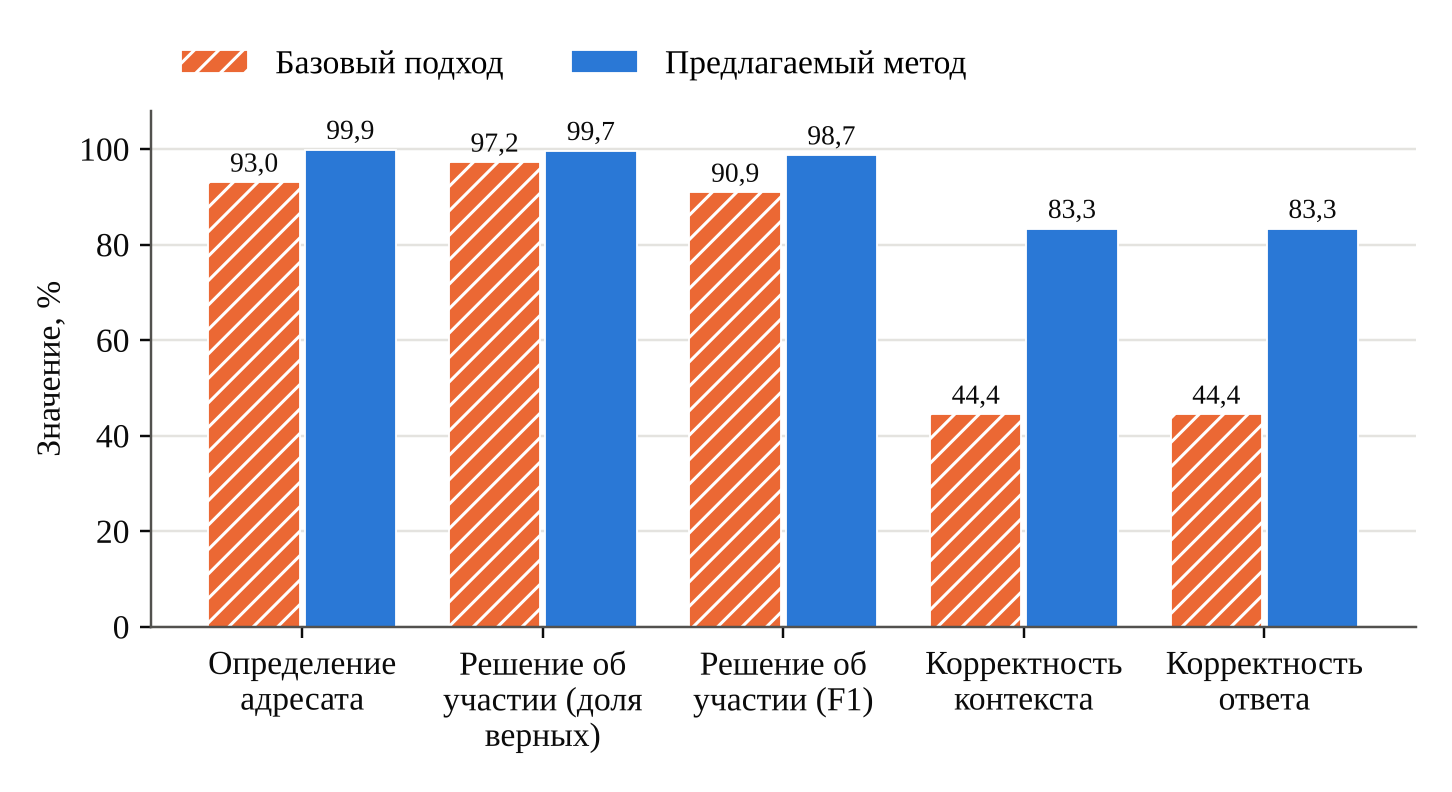 Базовый подход
Предлагаемый метод
Значение, %
100
80
60
40
20
0
93,0
99,9
97,2
99,7
90,9
98,7
44,4
83,3
44,4
83,3
Определение
адресата
Решение об
участии (доля
верных)
Решение об
участии (F1)
Корректность
контекста
Корректность
ответа